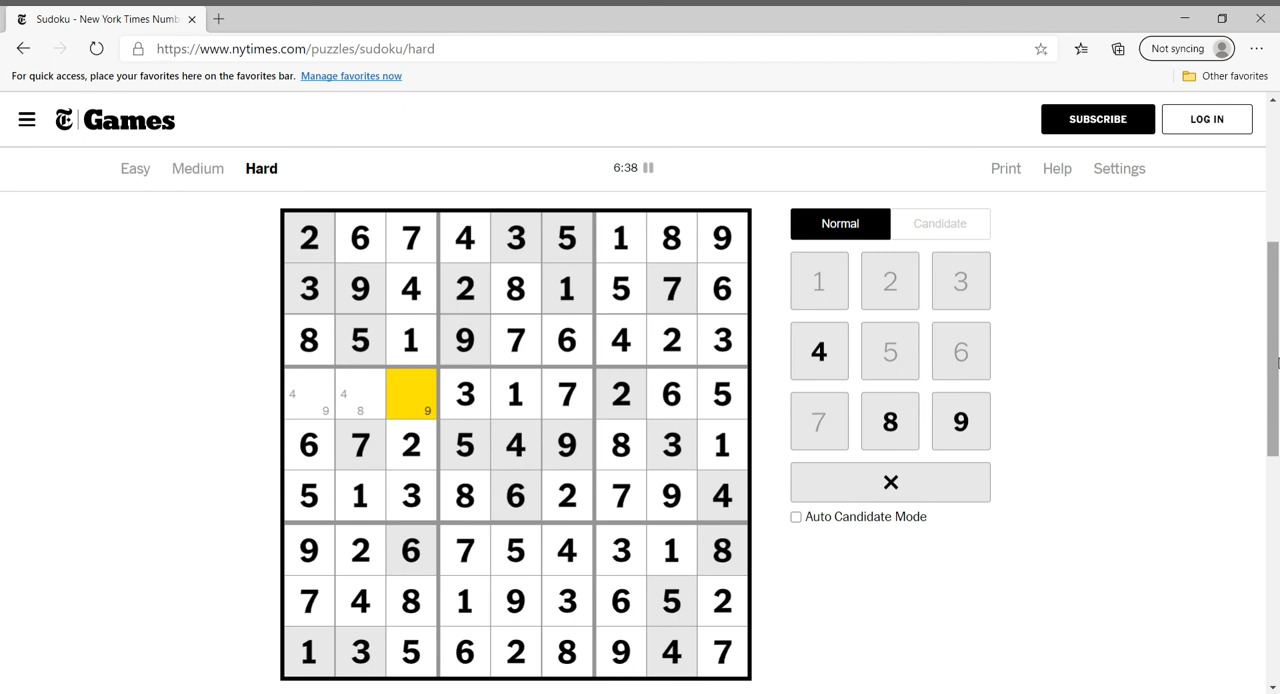 Sudoku - New York Times Numb
https://www.nytimes.com/puzzles/sudoku/hard
Not syncing
For quick access, place your favorites here on the favorites bar. Manage favorites now
Other favorites
Games
SUBSCRIBE
LOG IN
Easy Medium Hard
6:38
Print Help Settings
2 6 7 4 3 5 1 8 9
3 9 4 2 8 1 5 7 6
8 5 1 9 7 6 4 2 3
4 9 4 8 9 3 1 7 2 6 5
6 7 2 5 4 9 8 3 1
5 1 3 8 6 2 7 9 4
9 2 6 7 5 4 3 1 8
7 4 8 1 9 3 6 5 2
1 3 5 6 2 8 9 4 7
Normal Candidate
1 2 3
4 5 6
7 8 9
X
Auto Candidate Mode